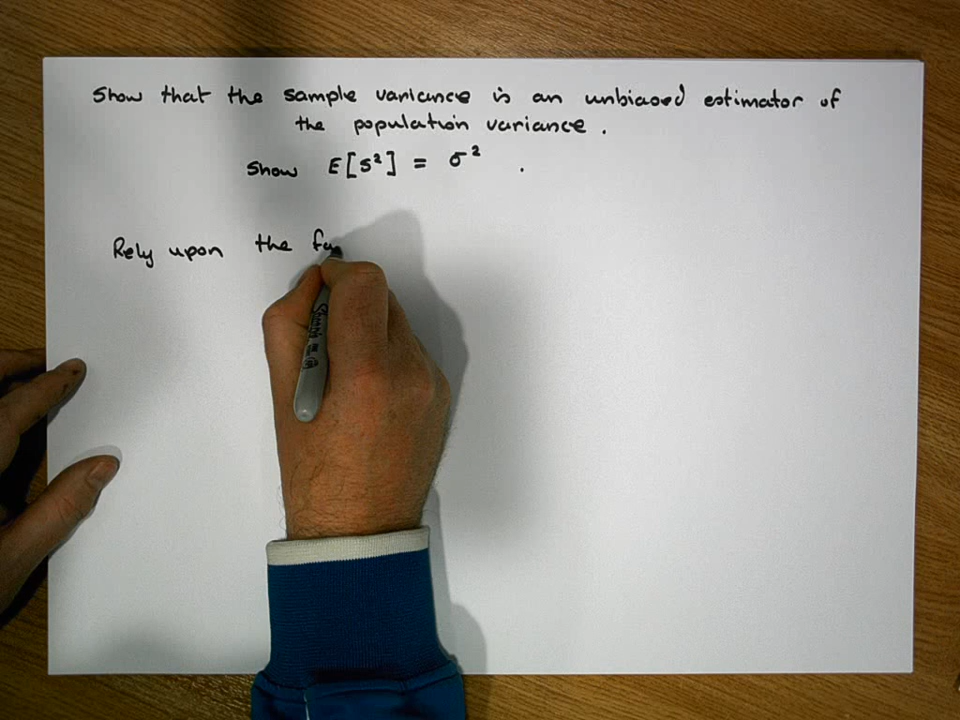 Show that the sample variance is an unbiased estimator of
the population variance.
Show E[S²] = σ² .
Rely upon the